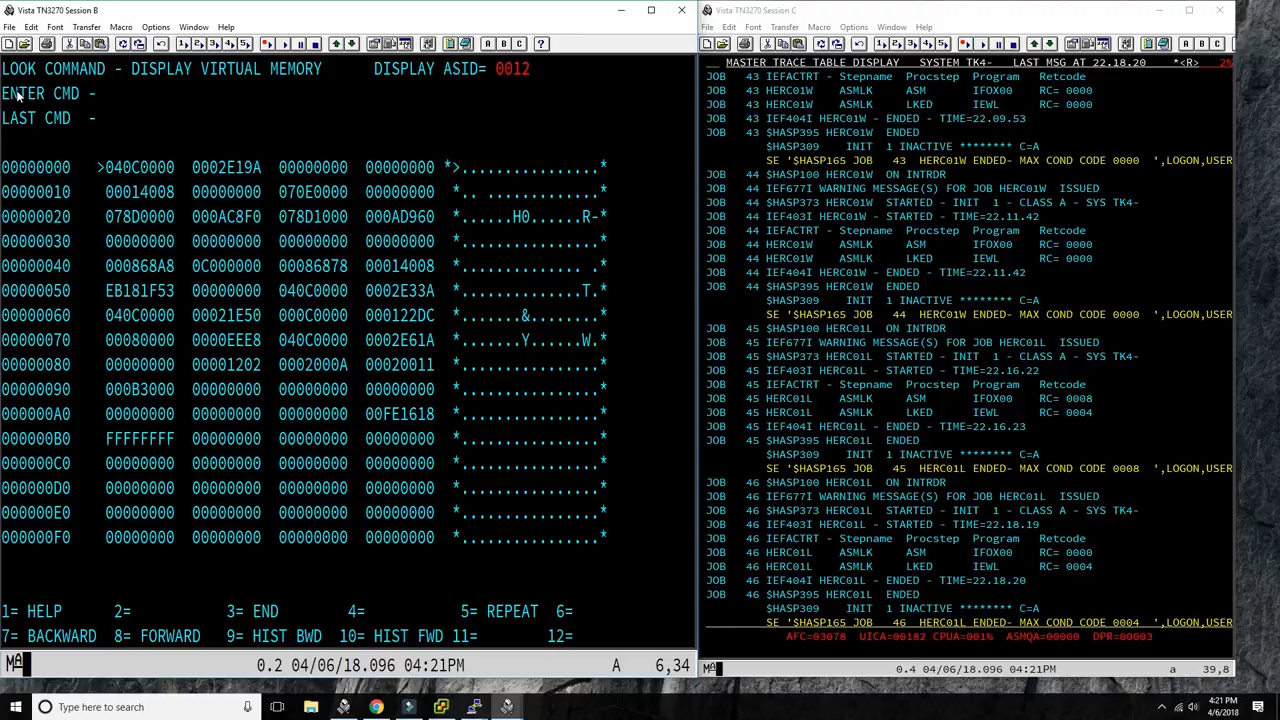 Vista TN3270 Session B
File Edit Font Transfer Macro Options Window Help
1 2 3 4 5 A B C ?
LOOK COMMAND - DISPLAY VIRTUAL MEMORY DISPLAY ASID= 0012
ENTER CMD -
LAST CMD -
00000000 >040C0000 0002E19A 00000000 00000000 *>................*
00000010 00014008 00000000 070E0000 00000000 *.. .............*
00000020 078D0000 000AC8F0 078D1000 000AD960 *......H0......R-*
00000030 00000000 00000000 00000000 00000000 *................*
00000040 000868A8 0C000000 00086878 00014008 *.............. .*
00000050 EB181F53 00000000 040C0000 0002E33A *..............T.*
00000060 040C0000 00021E50 000C0000 000122DC *.......&........*
00000070 00080000 0000EEE8 040C0000 0002E61A *.......Y......W.*
00000080 00000000 00001202 0002000A 00020011 *................*
00000090 000B3000 00000000 00000000 00000000 *................*
000000A0 00000000 00000000 00000000 00FE1618 *................*
000000B0 FFFFFFFF 00000000 00000000 00000000 *................*
000000C0 00000000 00000000 00000000 00000000 *................*
000000D0 00000000 00000000 00000000 00000000 *................*
000000E0 00000000 00000000 00000000 00000000 *................*
000000F0 00000000 00000000 00000000 00000000 *................*
1= HELP 2= 3= END 4= 5= REPEAT 6=
7= BACKWARD 8= FORWARD 9= HIST BWD 10= HIST FWD 11= 12=
MA 0.2 04/06/18.096 04:21PM A 6,34
Vista TN3270 Session C
File Edit Font Transfer Macro Options Window Help
1 2 3 4 5 A B C
MASTER TRACE TABLE DISPLAY SYSTEM TK4- LAST MSG AT 22.18.20 *<R> 2%
JOB 43 IEFACTRT - Stepname Procstep Program Retcode
JOB 43 HERC01W ASMLK ASM IFOX00 RC= 0000
JOB 43 HERC01W ASMLK LKED IEWL RC= 0000
JOB 43 IEF404I HERC01W - ENDED - TIME=22.09.53
JOB 43 $HASP395 HERC01W ENDED
$HASP309 INIT 1 INACTIVE ******** C=A
SE '$HASP165 JOB 43 HERC01W ENDED- MAX COND CODE 0000 ',LOGON,USER
JOB 44 $HASP100 HERC01W ON INTRDR
JOB 44 IEF677I WARNING MESSAGE(S) FOR JOB HERC01W ISSUED
JOB 44 $HASP373 HERC01W STARTED - INIT 1 - CLASS A - SYS TK4-
JOB 44 IEF403I HERC01W - STARTED - TIME=22.11.42
JOB 44 IEFACTRT - Stepname Procstep Program Retcode
JOB 44 HERC01W ASMLK ASM IFOX00 RC= 0000
JOB 44 HERC01W ASMLK LKED IEWL RC= 0000
JOB 44 IEF404I HERC01W - ENDED - TIME=22.11.42
JOB 44 $HASP395 HERC01W ENDED
$HASP309 INIT 1 INACTIVE ******** C=A
SE '$HASP165 JOB 44 HERC01W ENDED- MAX COND CODE 0000 ',LOGON,USER
JOB 45 $HASP100 HERC01L ON INTRDR
JOB 45 IEF677I WARNING MESSAGE(S) FOR JOB HERC01L ISSUED
JOB 45 $HASP373 HERC01L STARTED - INIT 1 - CLASS A - SYS TK4-
JOB 45 IEF403I HERC01L - STARTED - TIME=22.16.22
JOB 45 IEFACTRT - Stepname Procstep Program Retcode
JOB 45 HERC01L ASMLK ASM IFOX00 RC= 0008
JOB 45 HERC01L ASMLK LKED IEWL RC= 0004
JOB 45 IEF404I HERC01L - ENDED - TIME=22.16.23
JOB 45 $HASP395 HERC01L ENDED
$HASP309 INIT 1 INACTIVE ******** C=A
SE '$HASP165 JOB 45 HERC01L ENDED- MAX COND CODE 0008 ',LOGON,USER
JOB 46 $HASP100 HERC01L ON INTRDR
JOB 46 IEF677I WARNING MESSAGE(S) FOR JOB HERC01L ISSUED
JOB 46 $HASP373 HERC01L STARTED - INIT 1 - CLASS A - SYS TK4-
JOB 46 IEF403I HERC01L - STARTED - TIME=22.18.19
JOB 46 IEFACTRT - Stepname Procstep Program Retcode
JOB 46 HERC01L ASMLK ASM IFOX00 RC= 0000
JOB 46 HERC01L ASMLK LKED IEWL RC= 0004
JOB 46 IEF404I HERC01L - ENDED - TIME=22.18.20
JOB 46 $HASP395 HERC01L ENDED
$HASP309 INIT 1 INACTIVE ******** C=A
SE '$HASP165 JOB 46 HERC01L ENDED- MAX COND CODE 0004 ',LOGON,USER
AFC=03078 UICA=00182 CPUA=001% ASMQA=00000 DPR=00003
MA 0.4 04/06/18.096 04:21PM a 39,8
Type here to search
4:21 PM
4/6/2018